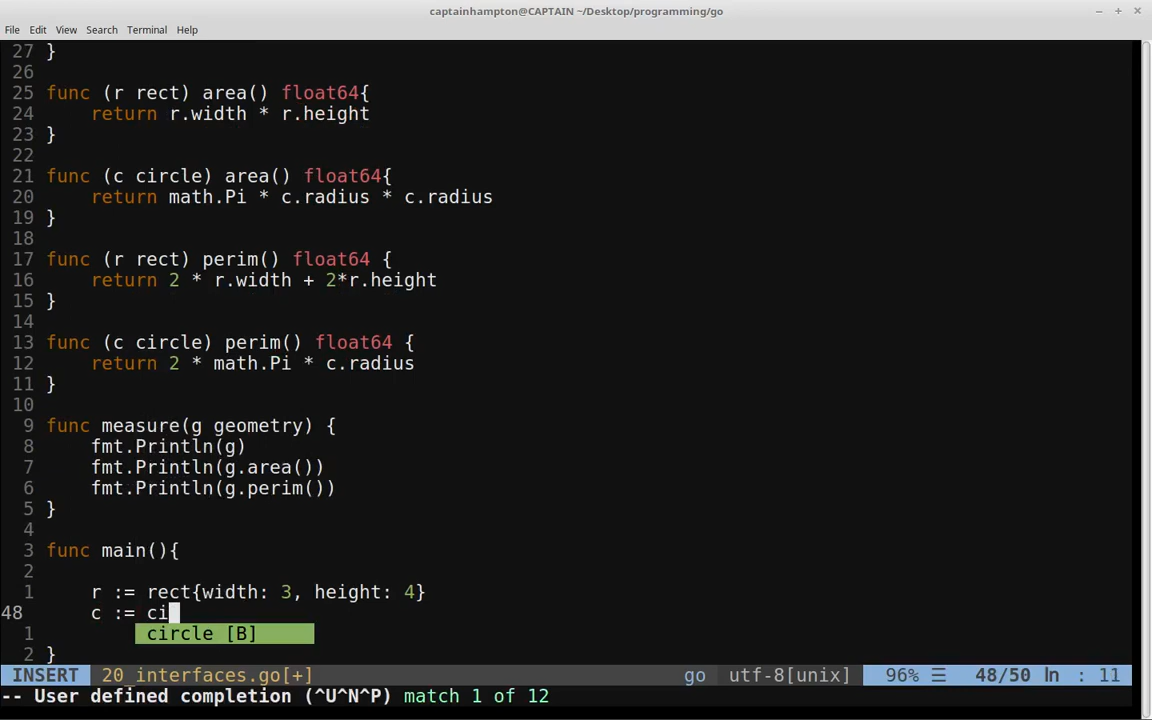 captainhampton@CAPTAIN ~/Desktop/programming/go
File Edit View Search Terminal Help
27 }
26
25 func (r rect) area() float64{
24     return r.width * r.height
23 }
22
21 func (c circle) area() float64{
20     return math.Pi * c.radius * c.radius
19 }
18
17 func (r rect) perim() float64 {
16     return 2 * r.width + 2*r.height
15 }
14
13 func (c circle) perim() float64 {
12     return 2 * math.Pi * c.radius
11 }
10
9 func measure(g geometry) {
8     fmt.Println(g)
7     fmt.Println(g.area())
6     fmt.Println(g.perim())
5 }
4
3 func main(){
2
1     r := rect{width: 3, height: 4}
48     c := ci
1 circle [B]
2 }
INSERT 20_interfaces.go[+] go utf-8[unix] 96% ☰ 48/50 ln : 11
-- User defined completion (^U^N^P) match 1 of 12